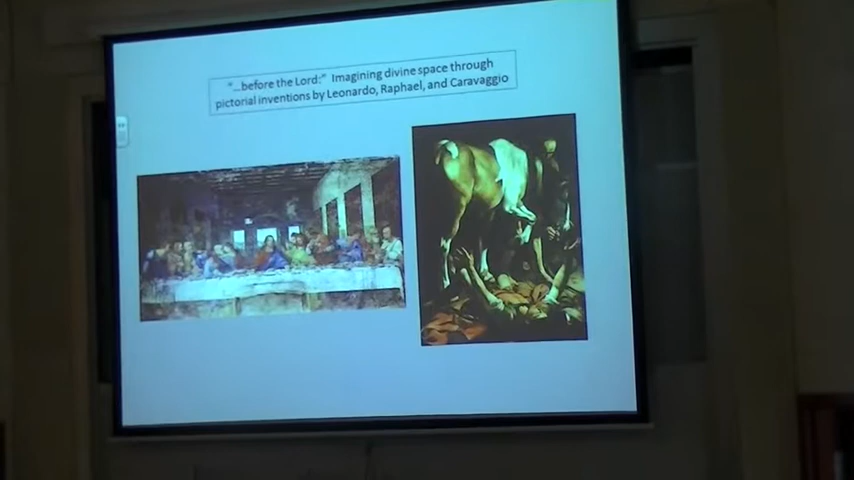 "...before the Lord:" Imagining divine space through
pictorial inventions by Leonardo, Raphael, and Caravaggio